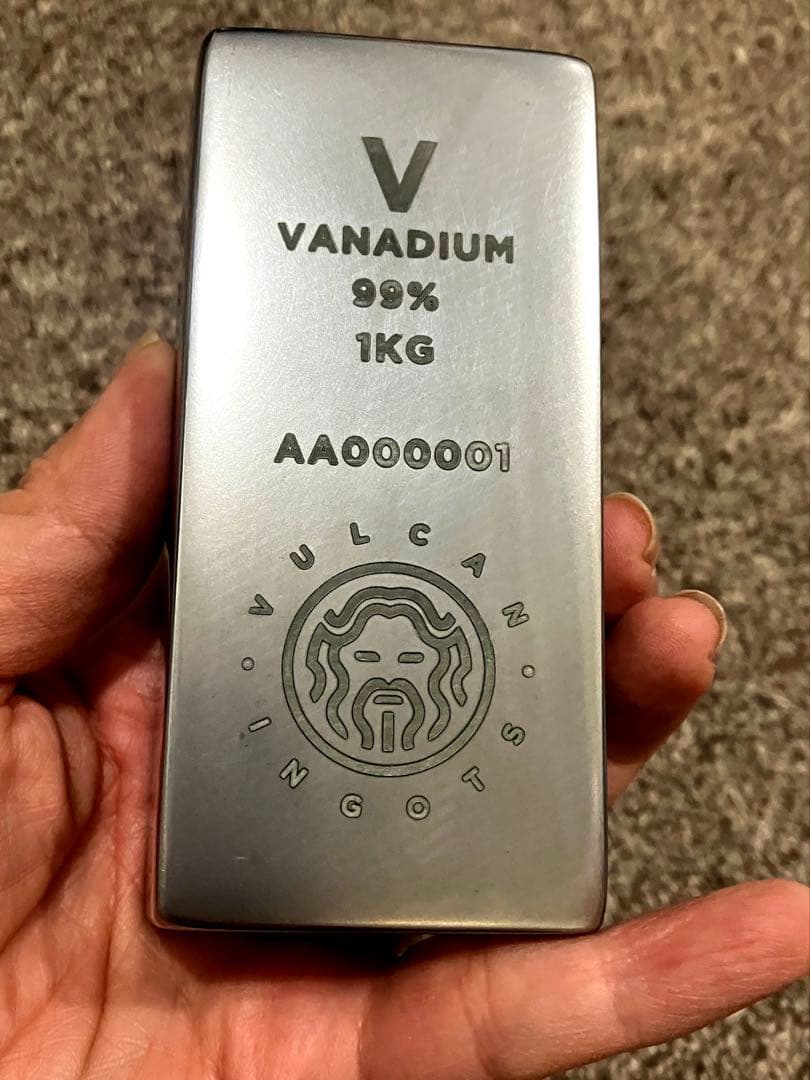 V
VANADIUM
99%
1KG
AA000001
VULCAN
INGOTS